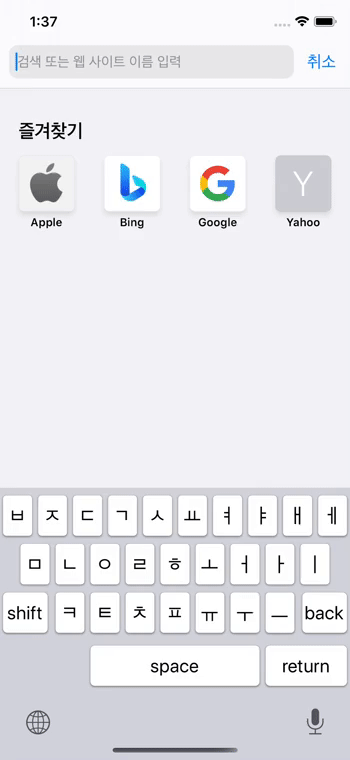 1:37
검색 또는 웹 사이트 이름 입력 취소
즐겨찾기
Y
Apple Bing Google Yahoo
ㅂ ㅈ ㄷ ㄱ ㅅ ㅛ ㅕ ㅑ ㅐ ㅔ
ㅁ ㄴ ㅇ ㄹ ㅎ ㅗ ㅓ ㅏ ㅣ
shift ㅋ ㅌ ㅊ ㅍ ㅠ ㅜ ㅡ back
space return